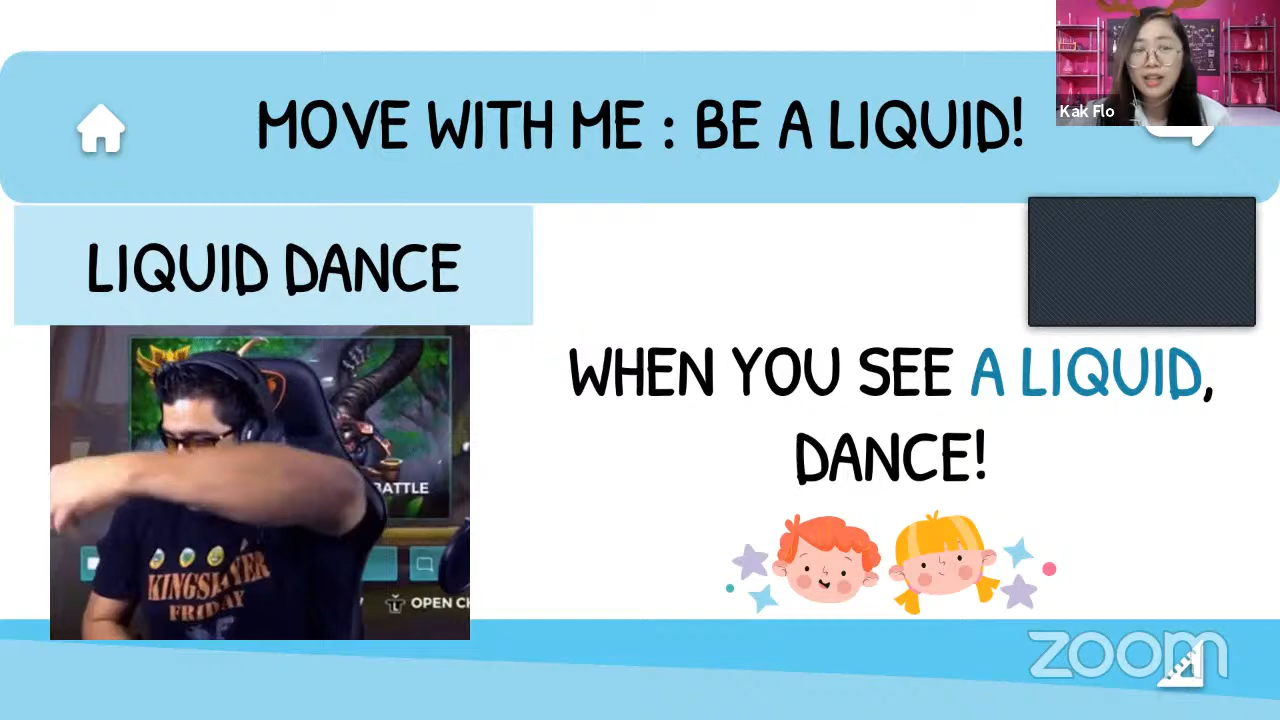 MOVE WITH ME : BE A LIQUID!
Kak Flo
LIQUID DANCE
WHEN YOU SEE A LIQUID,
DANCE!
BATTLE
KINGSLAYER
FRIDAY
OPEN CH
zoom